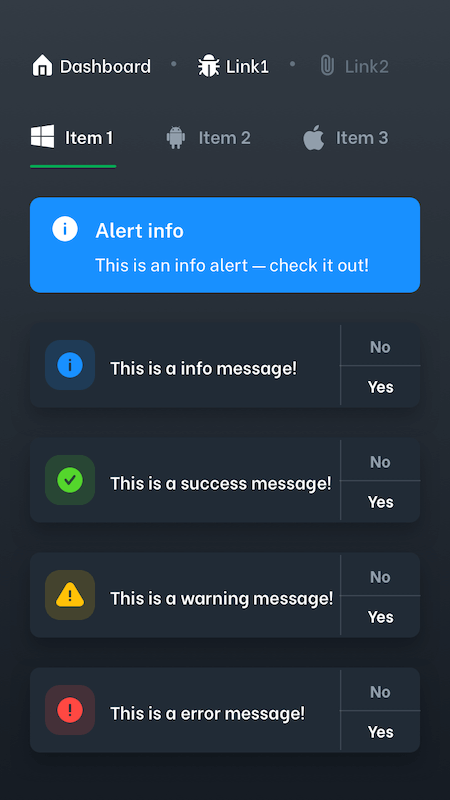 Dashboard • Link1 • Link2
Item 1 Item 2 Item 3
Alert info
This is an info alert — check it out!
No
This is a info message!
Yes
No
This is a success message!
Yes
No
This is a warning message!
Yes
No
This is a error message!
Yes